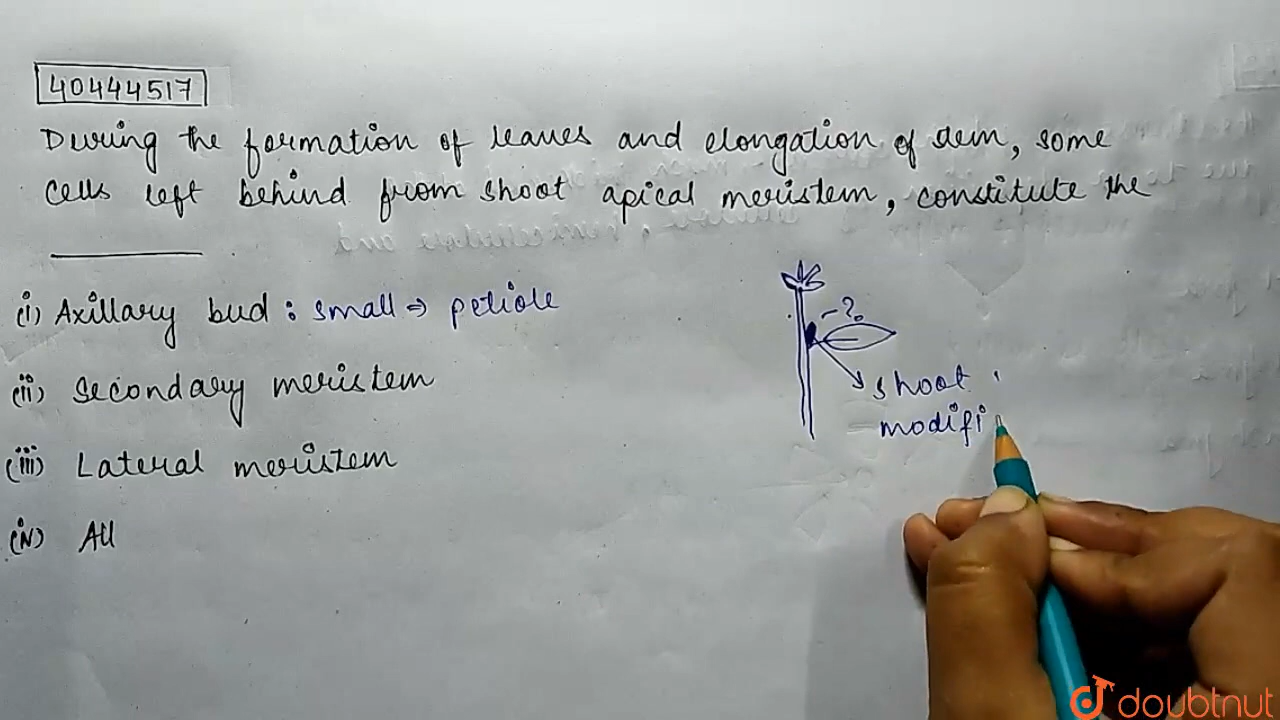 40444517
During the formation of leaves and elongation of stem, some
cells left behind from shoot apical meristem, constitute the
(i) Axillary bud : small ⇒ petiole
- ?
(ii) Secondary meristem
shoot
modifi
(iii) Lateral meristem
(iv) All
doubtnut